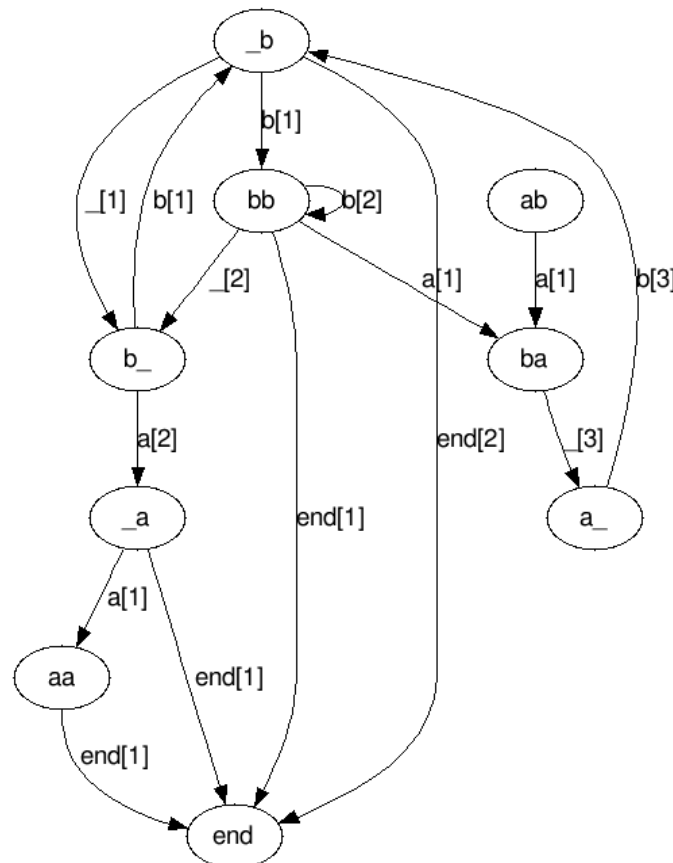 _b
b[1]
_[1]
b[1]
bb
b[2]
ab
_[2]
a[1]
a[1]
b[3]
b_
ba
a[2]
end[2]
_[3]
_a
end[1]
a_
a[1]
aa
end[1]
end[1]
end